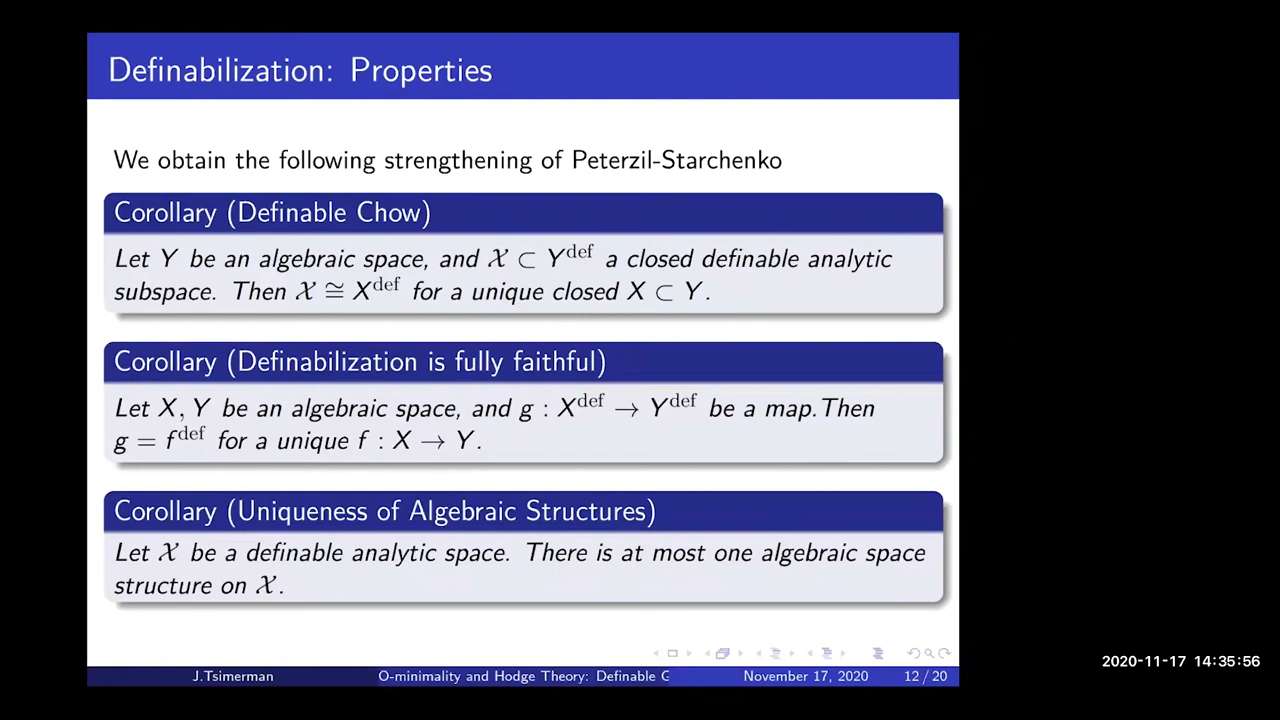 Definabilization: Properties
We obtain the following strengthening of Peterzil-Starchenko
Corollary (Definable Chow)
Let Y be an algebraic space, and 𝒳 ⊂ Y^def a closed definable analytic
subspace. Then 𝒳 ≅ X^def for a unique closed X ⊂ Y.
Corollary (Definabilization is fully faithful)
Let X, Y be an algebraic space, and g : X^def → Y^def be a map.Then
g = f^def for a unique f : X → Y.
Corollary (Uniqueness of Algebraic Structures)
Let 𝒳 be a definable analytic space. There is at most one algebraic space
structure on 𝒳.
J.Tsimerman O-minimality and Hodge Theory: Definable G November 17, 2020 12 / 20
2020-11-17 14:35:56